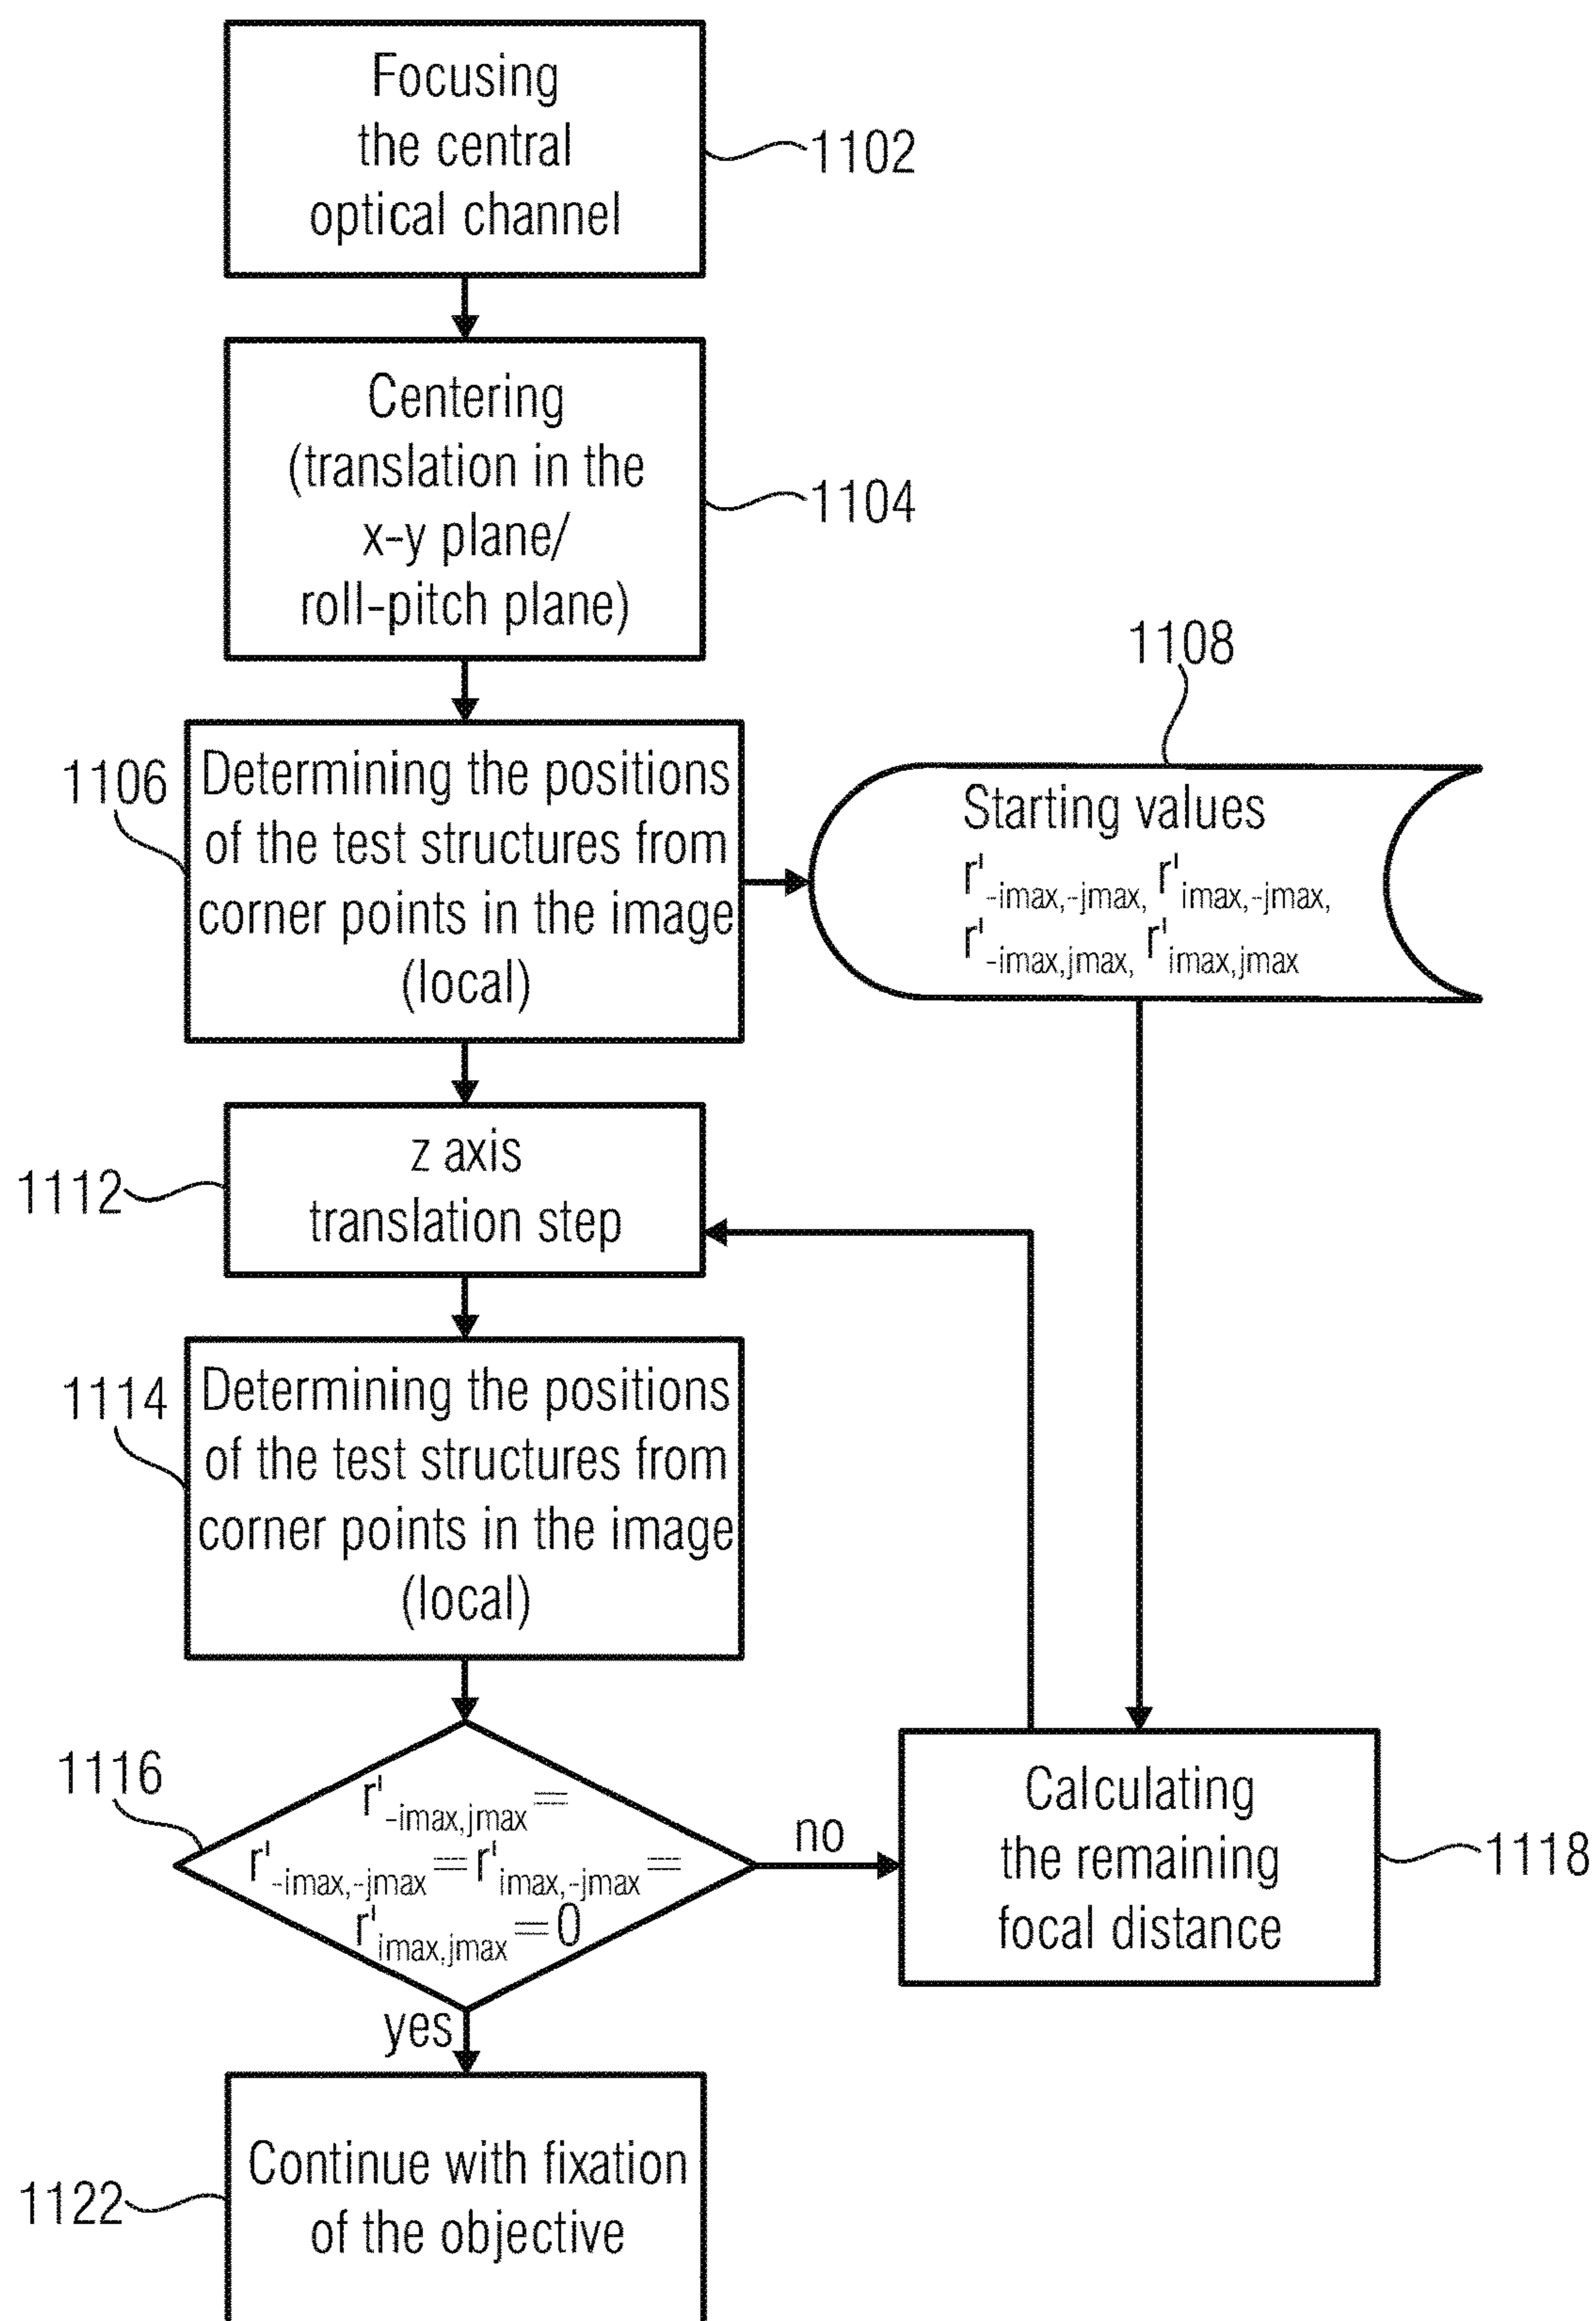 Focusing
the central
optical channel
1102
Centering
(translation in the
x-y plane/
roll-pitch plane)
1104
1106
Determining the positions
of the test structures from
corner points in the image
(local)
1108
Starting values
r'-imax,-jmax, r'imax,-jmax,
r'-imax,jmax, r'imax,jmax
1112
z axis
translation step
1114
Determining the positions
of the test structures from
corner points in the image
(local)
1116
r'-imax,jmax=
r'-imax,-jmax=r'imax,-jmax=
r'imax,jmax=0
no
yes
Calculating
the remaining
focal distance
1118
1122
Continue with fixation
of the objective